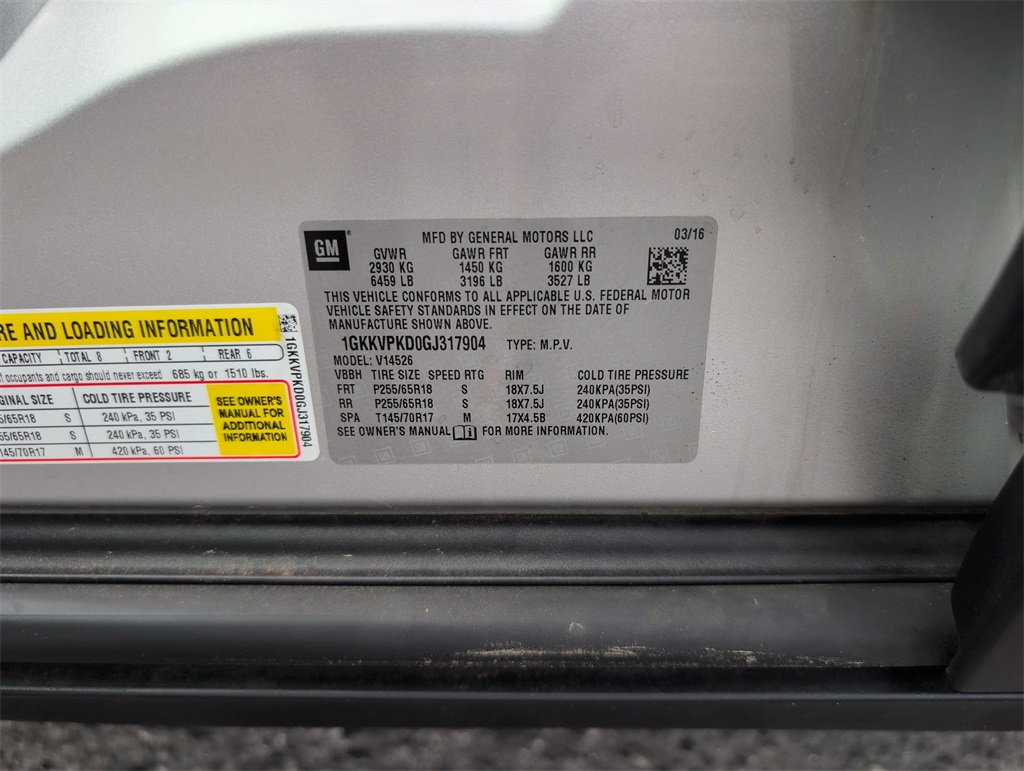 GM
MFD BY GENERAL MOTORS LLC 03/16
GVWR GAWR FRT GAWR RR
2930 KG 1450 KG 1600 KG
6459 LB 3196 LB 3527 LB
THIS VEHICLE CONFORMS TO ALL APPLICABLE U.S. FEDERAL MOTOR
VEHICLE SAFETY STANDARDS IN EFFECT ON THE DATE OF
MANUFACTURE SHOWN ABOVE.
1GKKVPKD0GJ317904 TYPE: M.P.V.
MODEL: V14526
VBBH TIRE SIZE SPEED RTG RIM COLD TIRE PRESSURE
FRT P255/65R18 S 18X7.5J 240KPA(35PSI)
RR P255/65R18 S 18X7.5J 240KPA(35PSI)
SPA T145/70R17 M 17X4.5B 420KPA(60PSI)
SEE OWNER'S MANUAL FOR MORE INFORMATION.
RE AND LOADING INFORMATION
CAPACITY TOTAL 8 FRONT 2 REAR 6
occupants and cargo should never exceed 685 kg or 1510 lbs.
GINAL SIZE COLD TIRE PRESSURE
5/65R18 S 240 kPa, 35 PSI
55/65R18 S 240 kPa, 35 PSI
145/70R17 M 420 kPa, 60 PSI
SEE OWNER'S
MANUAL FOR
ADDITIONAL
INFORMATION
1GKKVPKD0GJ317904